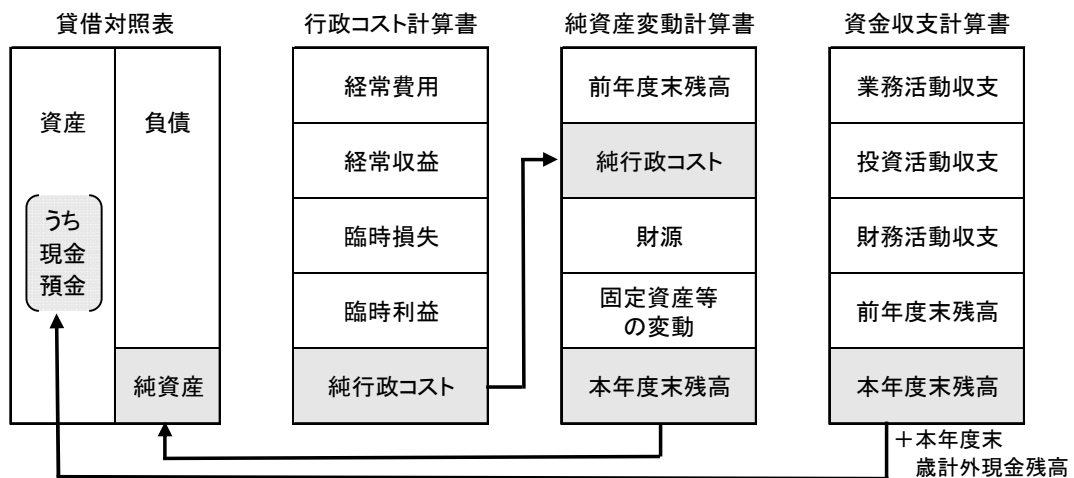 貸借対照表
資産
うち
現金
預金
負債
純資産
行政コスト計算書
経常費用
経常収益
臨時損失
臨時利益
純行政コスト
純資産変動計算書
前年度末残高
純行政コスト
財源
固定資産等
の変動
本年度末残高
資金収支計算書
業務活動収支
投資活動収支
財務活動収支
前年度末残高
本年度末残高
＋本年度末
歳計外現金残高